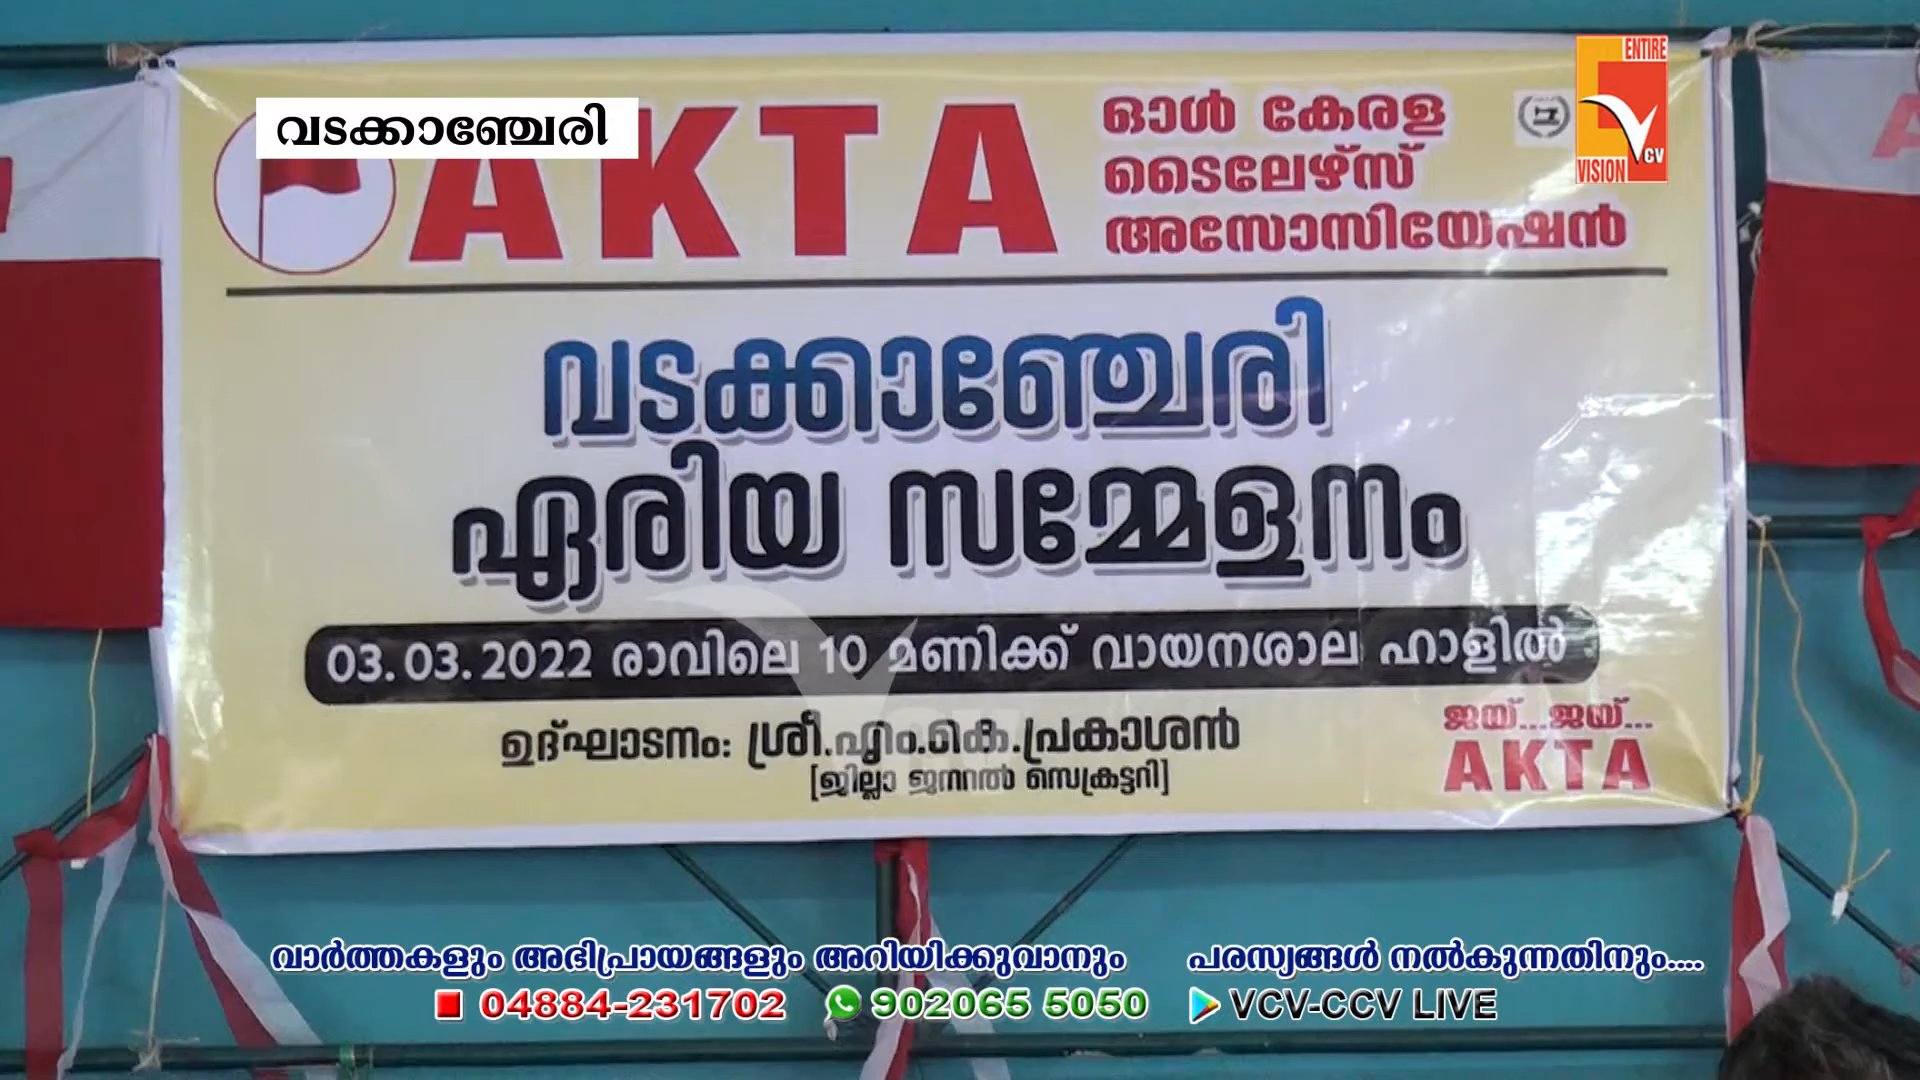 വടക്കാഞ്ചേരി
ENTIRE
VCV
VISION
AKTA
ഓൾ കേരള
ടൈലേഴ്സ്
അസോസിയേഷൻ
വടക്കാഞ്ചേരി
ഏരിയ സമ്മേളനം
03.03.2022 രാവിലെ 10 മണിക്ക് വായനശാല ഹാളിൽ
ഉദ്ഘാടനം: ശ്രീ.എം.കെ.പ്രകാശൻ
[ജില്ലാ ജനറൽ സെക്രട്ടറി]
ജയ്...ജയ്...
AKTA
വാർത്തകളും അഭിപ്രായങ്ങളും അറിയിക്കുവാനും പരസ്യങ്ങൾ നൽകുന്നതിനും....
04884-231702 902065 5050 VCV-CCV LIVE